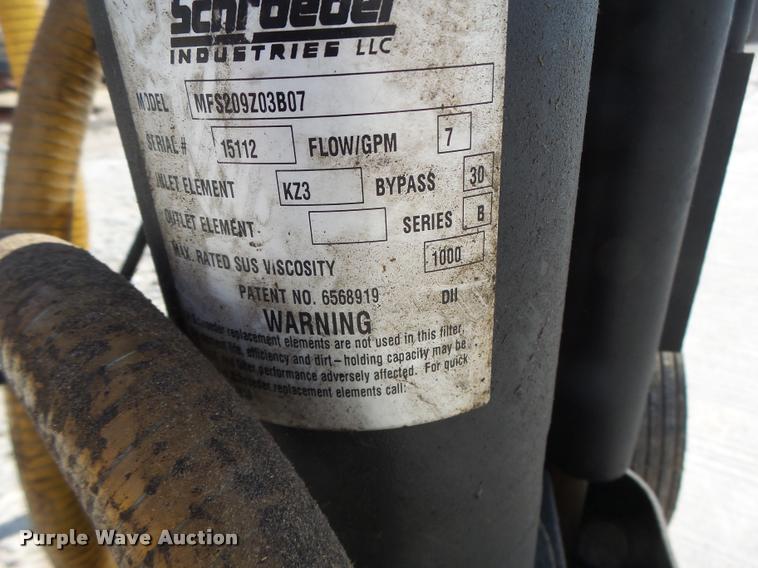 Schroeder
INDUSTRIES LLC
MODEL MFS209Z03B07
SERIAL # 15112 FLOW/GPM 7
INLET ELEMENT KZ3 BYPASS 30
OUTLET ELEMENT SERIES B
MAX. RATED SUS VISCOSITY 1000
PATENT NO. 6568919 DII
WARNING
replacement elements are not used in this filter,
efficiency and dirt-holding capacity may be
performance adversely affected. For quick
replacement elements call:
Purple Wave Auction